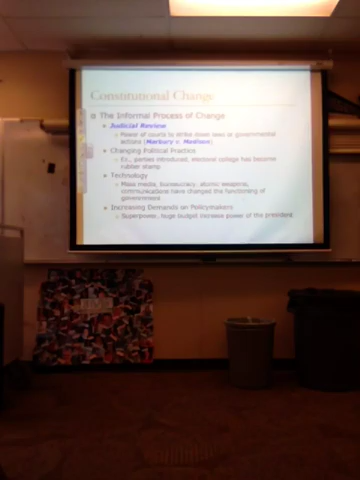 Constitutional Change
The Informal Process of Change
Judicial Review
Power of courts to strike down laws or governmental
actions (Marbury v. Madison)
Changing Political Practice
Ex., parties introduced, electoral college has become
rubber stamp
Technology
Mass media, bureaucracy, atomic weapons,
communications have changed the functioning of
government
Increasing Demands on Policymakers
Superpower, huge budget increase power of the president